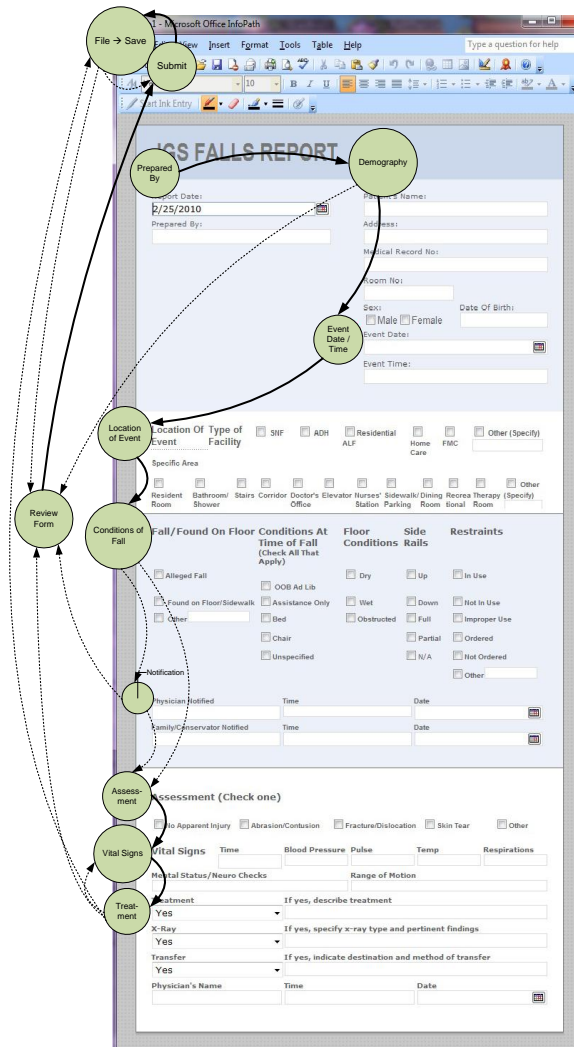 1 - Microsoft Office InfoPath
File → Save
View Insert Format Tools Table Help
Type a question for help
Submit
10
B I U
Start Ink Entry
JGS FALLS REPORT
Prepared By
Demography
Report Date:
Patient's Name:
2/25/2010
Prepared By:
Address:
Medical Record No:
Room No:
Sex:
Date Of Birth:
Male Female
Event Date / Time
Event Date:
Event Time:
Location of Event
Location Of Event
Type of Facility
SNF
ADH
Residential ALF
Home Care
FMC
Other (Specify)
Specific Area
Resident Room
Bathroom/ Shower
Stairs
Corridor
Doctor's Office
Elevator
Nurses' Station
Sidewalk/ Parking
Dining Room
Recrea tional
Therapy Room
Other (Specify)
Review Form
Conditions of Fall
Fall/Found On Floor
Conditions At Time of Fall
(Check All That Apply)
Floor Conditions
Side Rails
Restraints
Alleged Fall
OOB Ad Lib
Dry
Up
In Use
Found on Floor/Sidewalk
Assistance Only
Wet
Down
Not In Use
Other
Bed
Obstructed
Full
Improper Use
Chair
Partial
Ordered
Unspecified
N/A
Not Ordered
Other
Notification
Physician Notified
Time
Date
Family/Conservator Notified
Time
Date
Assess-
ment
Assessment (Check one)
No Apparent Injury
Abrasion/Contusion
Fracture/Dislocation
Skin Tear
Other
Vital Signs
Vital Signs
Time
Blood Pressure
Pulse
Temp
Respirations
Mental Status/Neuro Checks
Range of Motion
Treat-
ment
Treatment
If yes, describe treatment
Yes
X-Ray
If yes, specify x-ray type and pertinent findings
Yes
Transfer
If yes, indicate destination and method of transfer
Yes
Physician's Name
Time
Date